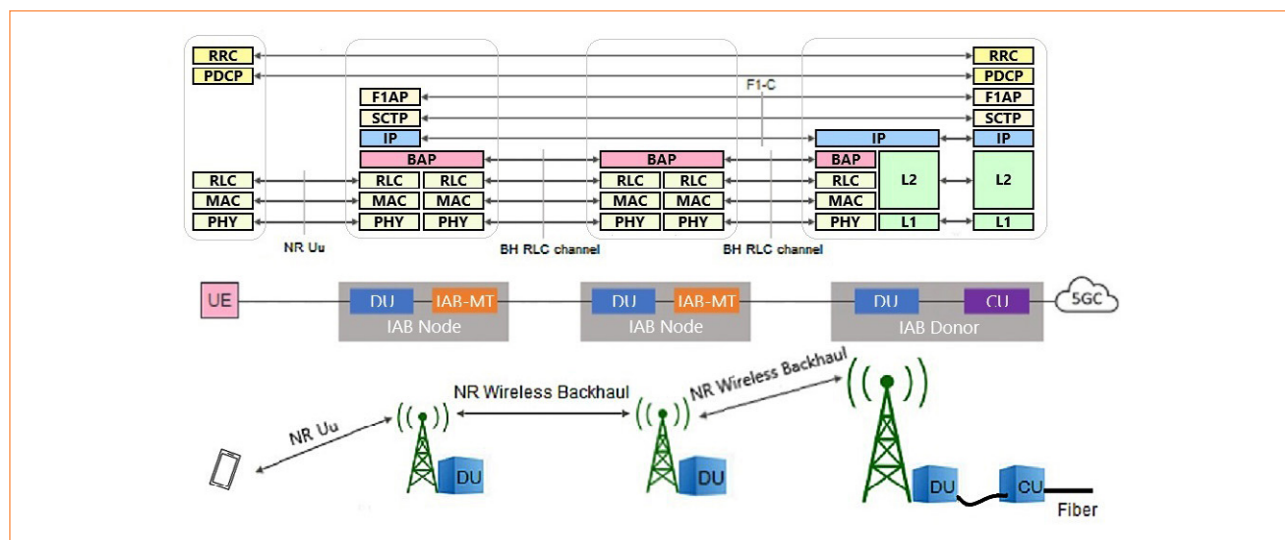 RRC RRC
PDCP PDCP
F1-C
F1AP F1AP
SCTP SCTP
IP IP IP
BAP BAP BAP
L2 L2
RLC RLC RLC RLC RLC RLC
MAC MAC MAC MAC MAC MAC
PHY PHY PHY PHY PHY PHY L1 L1
NR Uu BH RLC channel BH RLC channel
UE DU IAB-MT DU IAB-MT DU CU 5GC
IAB Node IAB Node IAB Donor
NR Wireless Backhaul
NR Wireless Backhaul
NR Uu
DU DU DU CU
Fiber